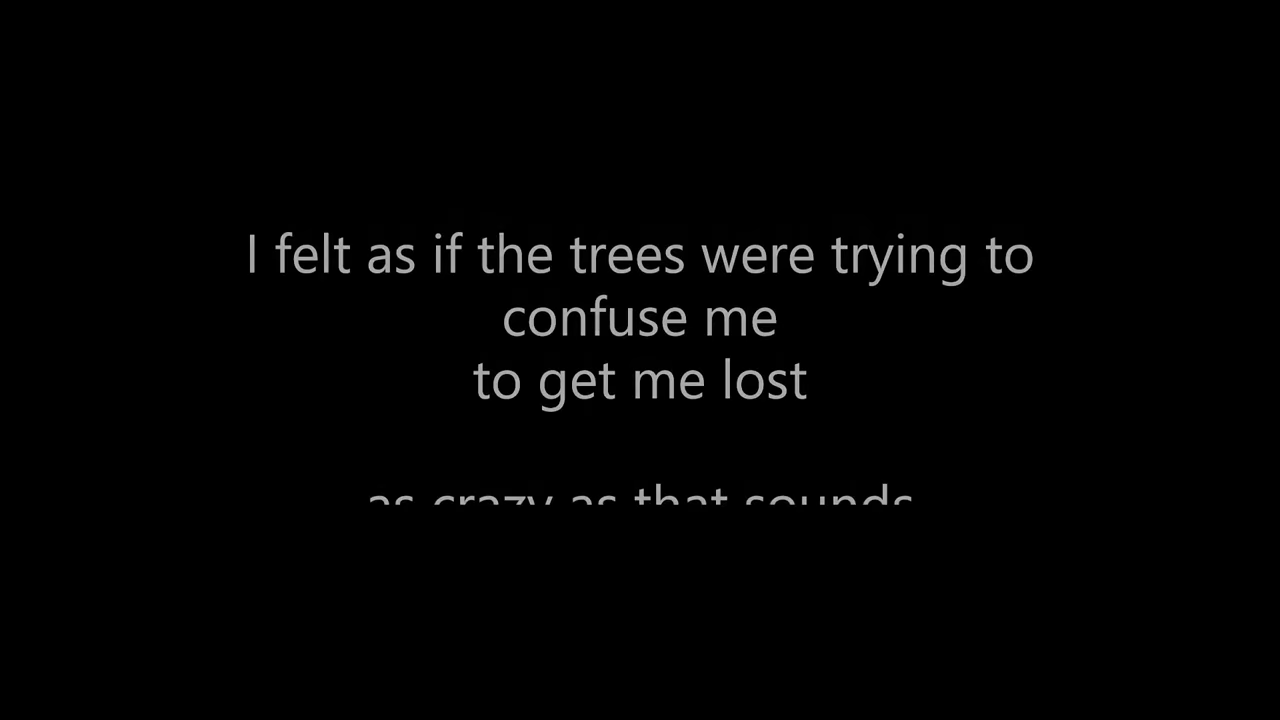 I felt as if the trees were trying to
confuse me
to get me lost
as crazy as that sounds